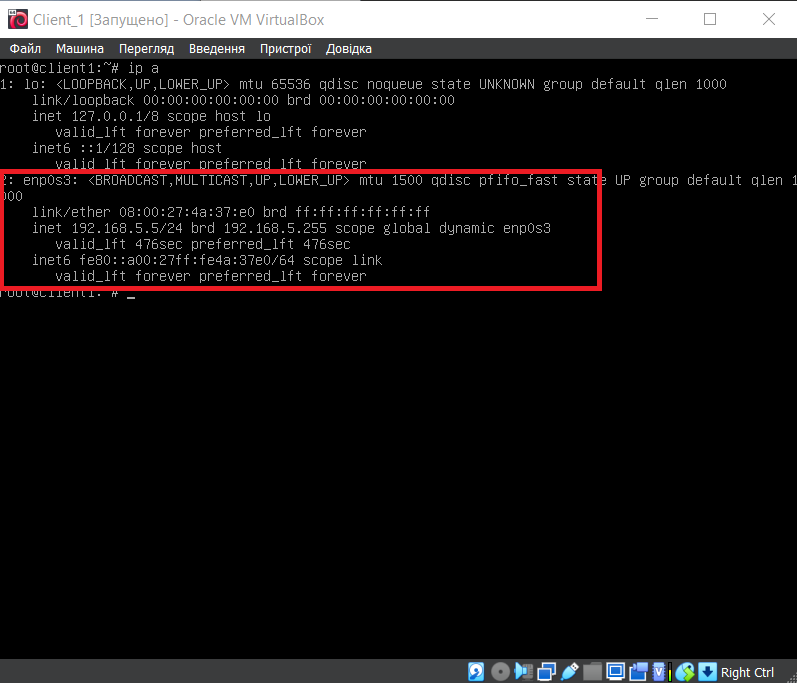 Client_1 [Запущено] - Oracle VM VirtualBox
Файл Машина Перегляд Введення Пристрої Довідка
root@client1:~# ip a
1: lo: <LOOPBACK,UP,LOWER_UP> mtu 65536 qdisc noqueue state UNKNOWN group default qlen 1000
link/loopback 00:00:00:00:00:00 brd 00:00:00:00:00:00
inet 127.0.0.1/8 scope host lo
valid_lft forever preferred_lft forever
inet6 ::1/128 scope host
valid_lft forever preferred_lft forever
2: enp0s3: <BROADCAST,MULTICAST,UP,LOWER_UP> mtu 1500 qdisc pfifo_fast state UP group default qlen 1
000
link/ether 08:00:27:4a:37:e0 brd ff:ff:ff:ff:ff:ff
inet 192.168.5.5/24 brd 192.168.5.255 scope global dynamic enp0s3
valid_lft 476sec preferred_lft 476sec
inet6 fe80::a00:27ff:fe4a:37e0/64 scope link
valid_lft forever preferred_lft forever
root@client1:~# _
Right Ctrl